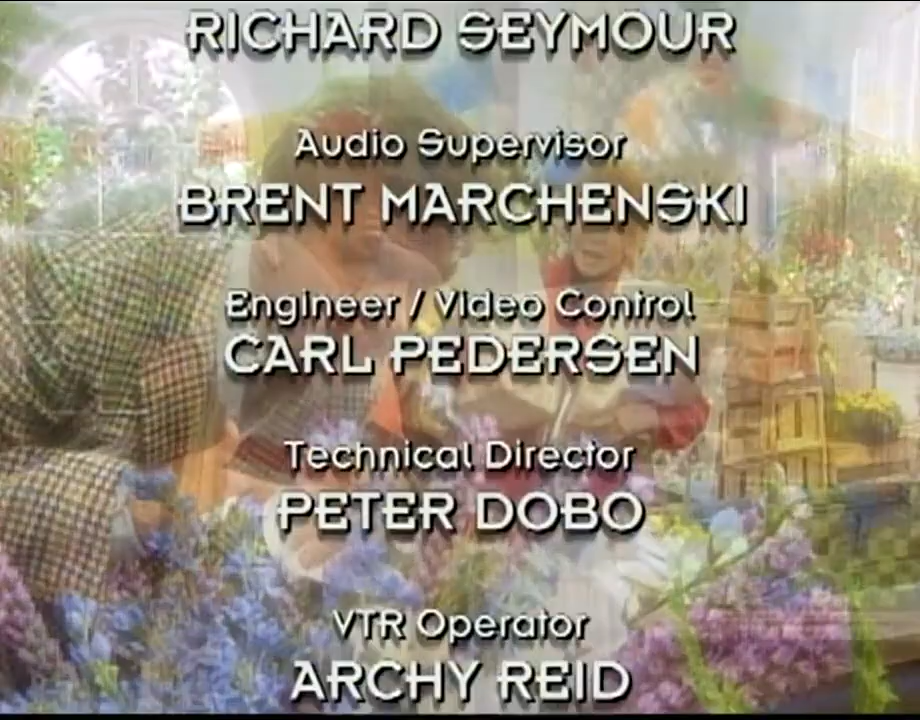 RICHARD SEYMOUR
Audio Supervisor
BRENT MARCHENSKI
Engineer / Video Control
CARL PEDERSEN
Technical Director
PETER DOBO
VTR Operator
ARCHY REID